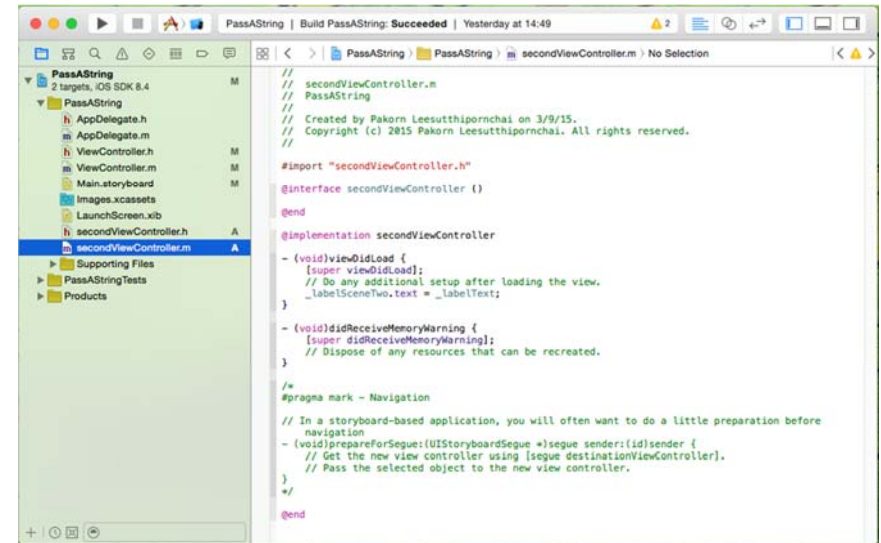 PassAString | Build PassAString: Succeeded | Yesterday at 14:49
2
PassAString
2 targets, iOS SDK 8.4
M
PassAString
AppDelegate.h
AppDelegate.m
ViewController.h
M
ViewController.m
M
Main.storyboard
M
Images.xcassets
LaunchScreen.xib
secondViewController.h
A
secondViewController.m
A
Supporting Files
PassAStringTests
Products
PassAString
PassAString
secondViewController.m
No Selection
//
// secondViewController.m
// PassAString
//
// Created by Pakorn Leesutthipornchai on 3/9/15.
// Copyright (c) 2015 Pakorn Leesutthipornchai. All rights reserved.
//
#import "secondViewController.h"
@interface secondViewController ()
@end
@implementation secondViewController
- (void)viewDidLoad {
[super viewDidLoad];
// Do any additional setup after loading the view.
_labelSceneTwo.text = _labelText;
}
- (void)didReceiveMemoryWarning {
[super didReceiveMemoryWarning];
// Dispose of any resources that can be recreated.
}
/*
#pragma mark - Navigation
// In a storyboard-based application, you will often want to do a little preparation before
navigation
- (void)prepareForSegue:(UIStoryboardSegue *)segue sender:(id)sender {
// Get the new view controller using [segue destinationViewController].
// Pass the selected object to the new view controller.
}
*/
@end